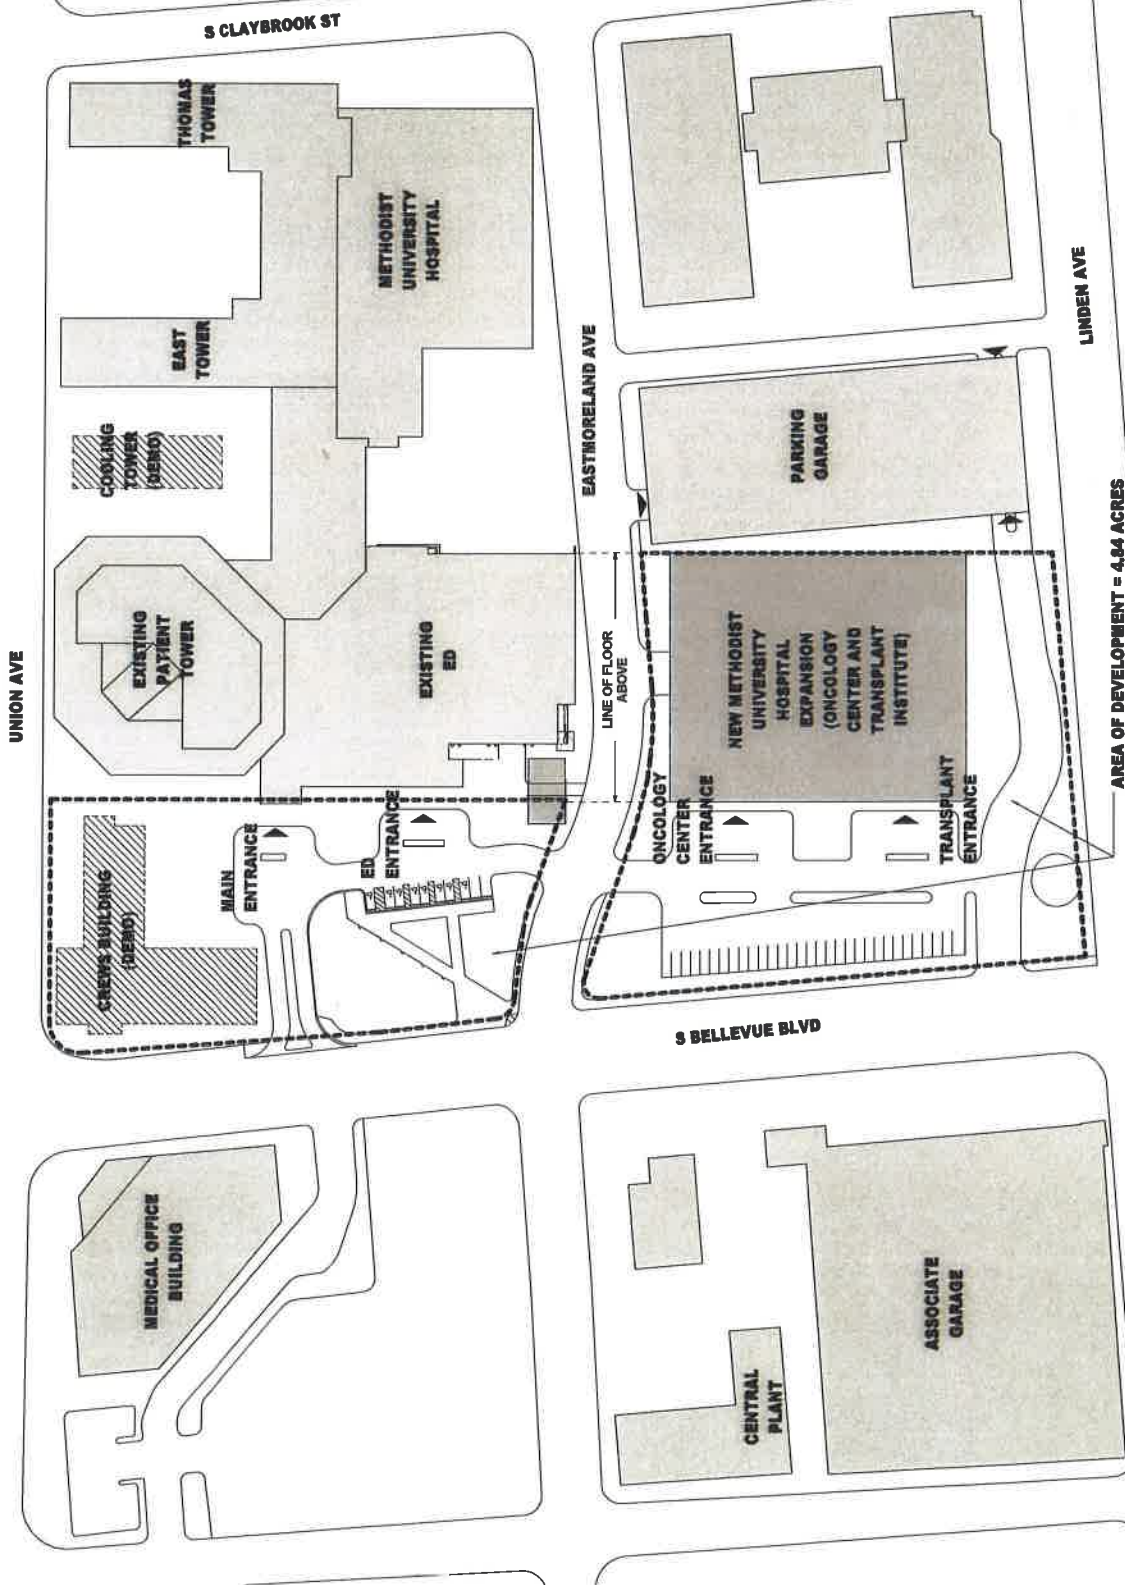 S CLAYBROOK ST
THOMAS
TOWER
METHODIST
UNIVERSITY
HOSPITAL
EAST
TOWER
COOLING
TOWER
(DEMO)
UNION AVE
EXISTING
PATIENT
TOWER
EXISTING
ED
EASTMORELAND AVE
LINDEN AVE
PARKING
GARAGE
LINE OF FLOOR
ABOVE
NEW METHODIST
UNIVERSITY
HOSPITAL
EXPANSION
(ONCOLOGY
CENTER AND
TRANSPLANT
INSTITUTE)
AREA OF DEVELOPMENT = 4.84 ACRES
CREWS BUILDING
(DEMO)
MAIN
ENTRANCE
ED
ENTRANCE
ONCOLOGY
CENTER
ENTRANCE
TRANSPLANT
ENTRANCE
S BELLEVUE BLVD
MEDICAL OFFICE
BUILDING
CENTRAL
PLANT
ASSOCIATE
GARAGE